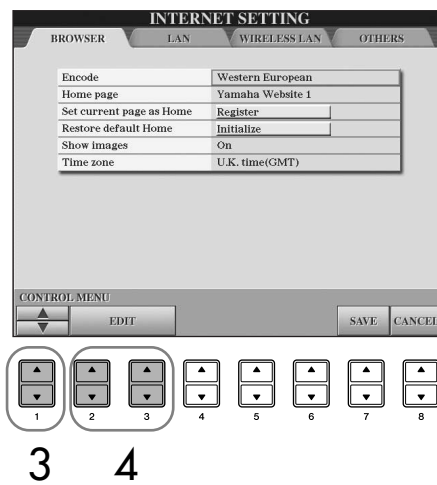 INTERNET SETTING
BROWSER LAN WIRELESS LAN OTHERS
Encode Western European
Home page Yamaha Website 1
Set current page as Home Register
Restore default Home Initialize
Show images On
Time zone U.K. time(GMT)
CONTROL MENU
EDIT SAVE CANCEL
1 2 3 4 5 6 7 8
3 4